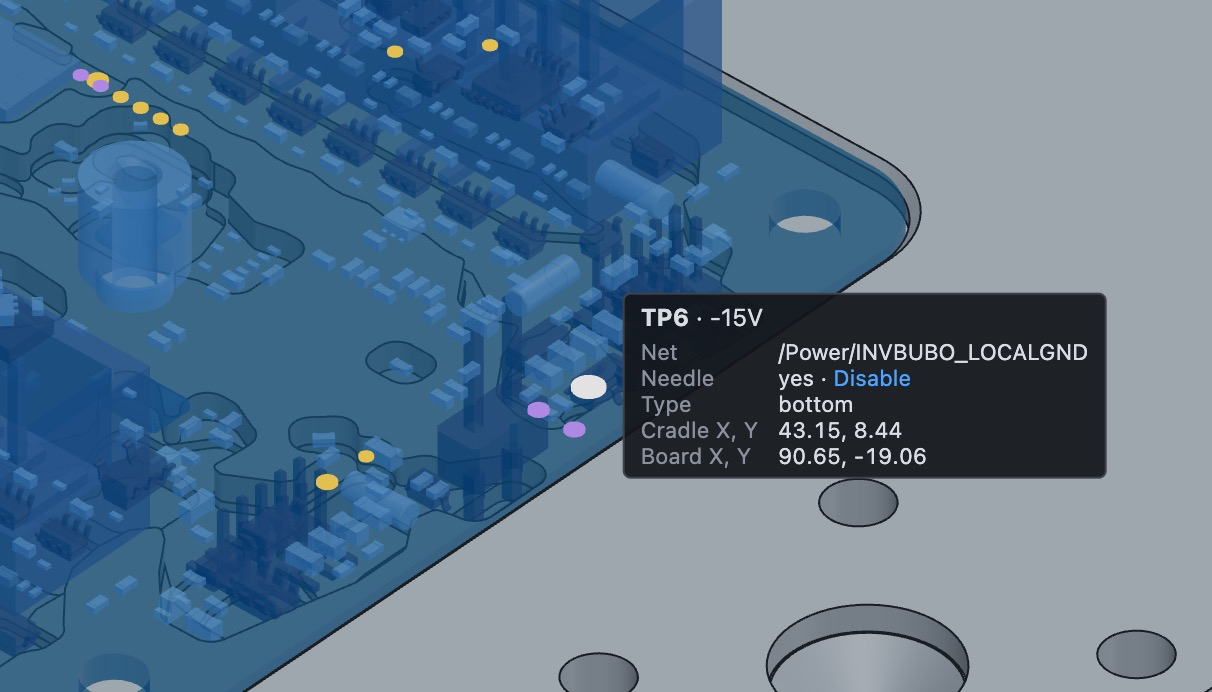 TP6 · -15V
Net /Power/INVBUBO_LOCALGND
Needle yes · Disable
Type bottom
Cradle X, Y 43.15, 8.44
Board X, Y 90.65, -19.06